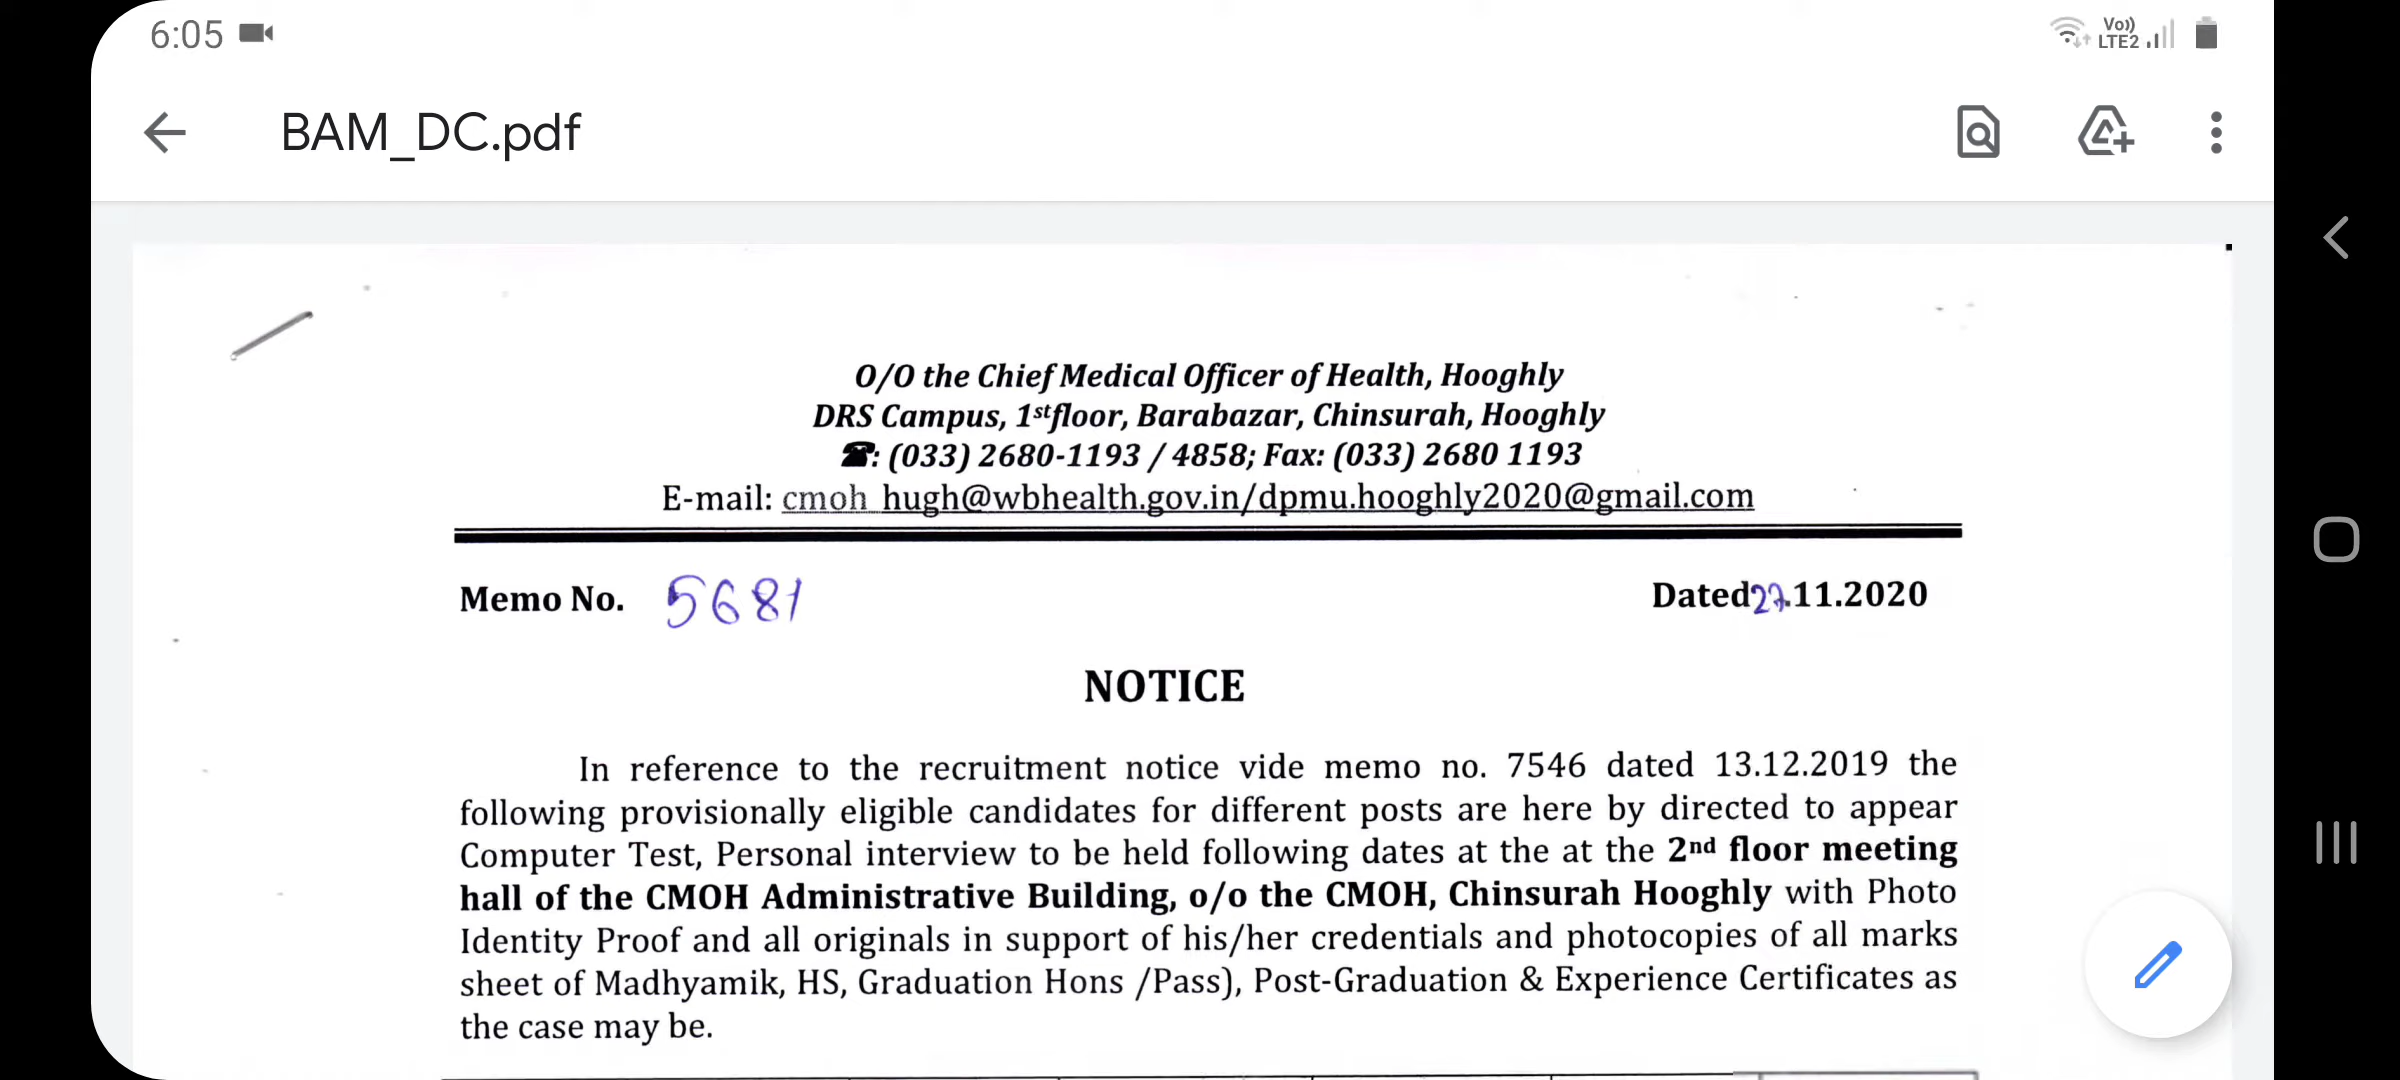 6:05
Vo))
LTE2
BAM_DC.pdf
O/O the Chief Medical Officer of Health, Hooghly
DRS Campus, 1stfloor, Barabazar, Chinsurah, Hooghly
☎: (033) 2680-1193 / 4858; Fax: (033) 2680 1193
E-mail: cmoh_hugh@wbhealth.gov.in/dpmu.hooghly2020@gmail.com
Memo No. 5681 Dated27.11.2020
NOTICE
In reference to the recruitment notice vide memo no. 7546 dated 13.12.2019 the
following provisionally eligible candidates for different posts are here by directed to appear
Computer Test, Personal interview to be held following dates at the at the 2nd floor meeting
hall of the CMOH Administrative Building, o/o the CMOH, Chinsurah Hooghly with Photo
Identity Proof and all originals in support of his/her credentials and photocopies of all marks
sheet of Madhyamik, HS, Graduation Hons /Pass), Post-Graduation & Experience Certificates as
the case may be.